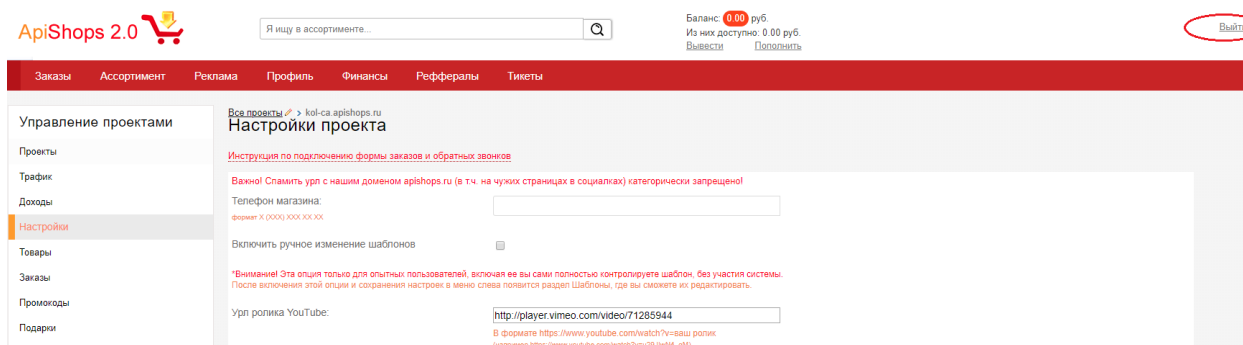 ApiShops 2.0
Я ищу в ассортименте...
Баланс: 0.00 руб.
Из них доступно: 0.00 руб.
Вывести Пополнить
Выйти
Заказы Ассортимент Реклама Профиль Финансы Реффералы Тикеты
Управление проектами
Проекты
Трафик
Доходы
Настройки
Товары
Заказы
Промокоды
Подарки
Все проекты > kol-ca.apishops.ru
Настройки проекта
Инструкция по подключению формы заказов и обратных звонков
Важно! Спамить урл с нашим доменом apishops.ru (в т.ч. на чужих страницах в социалках) категорически запрещено!
Телефон магазина:
формат X (XXX) XXX XX XX
Включить ручное изменение шаблонов
*Внимание! Эта опция только для опытных пользователей, включая ее вы сами полностью контролируете шаблон, без участия системы.
После включения этой опции и сохранения настроек в меню слева появится раздел Шаблоны, где вы сможете их редактировать.
Урл ролика YouTube:
http://player.vimeo.com/video/71285944
В формате https://www.youtube.com/watch?v=ваш ролик